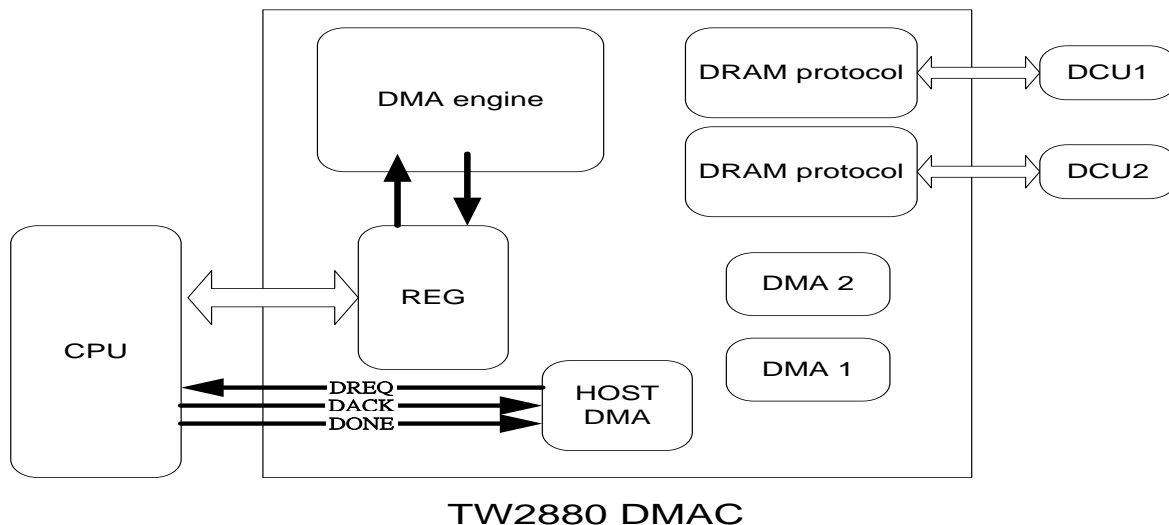 DMA engine
DRAM protocol
DCU1
DRAM protocol
DCU2
CPU
REG
DMA 2
DMA 1
DREQ
DACK
DONE
HOST
DMA
TW2880 DMAC